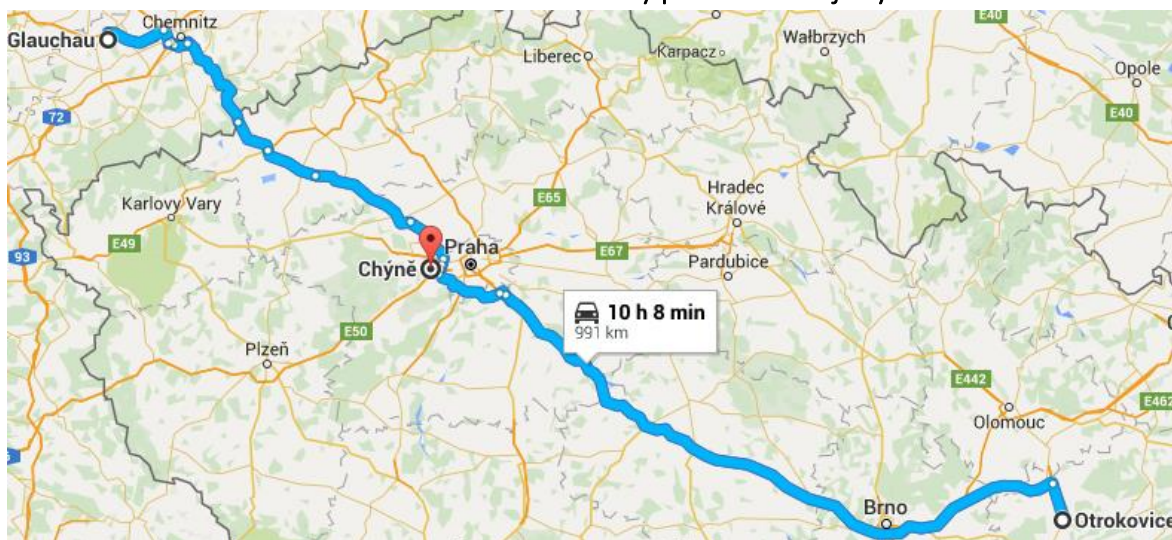 E40
Glauchau
Chemnitz
Wałbrzych
Liberec
Karpacz
Opole
72
E40
Karlovy Vary
E65
Hradec
Králové
E49
93
Praha
E67
Chýně
Pardubice
10 h 8 min
991 km
E50
Plzeň
E442
E462
Olomouc
Brno
Otrokovice